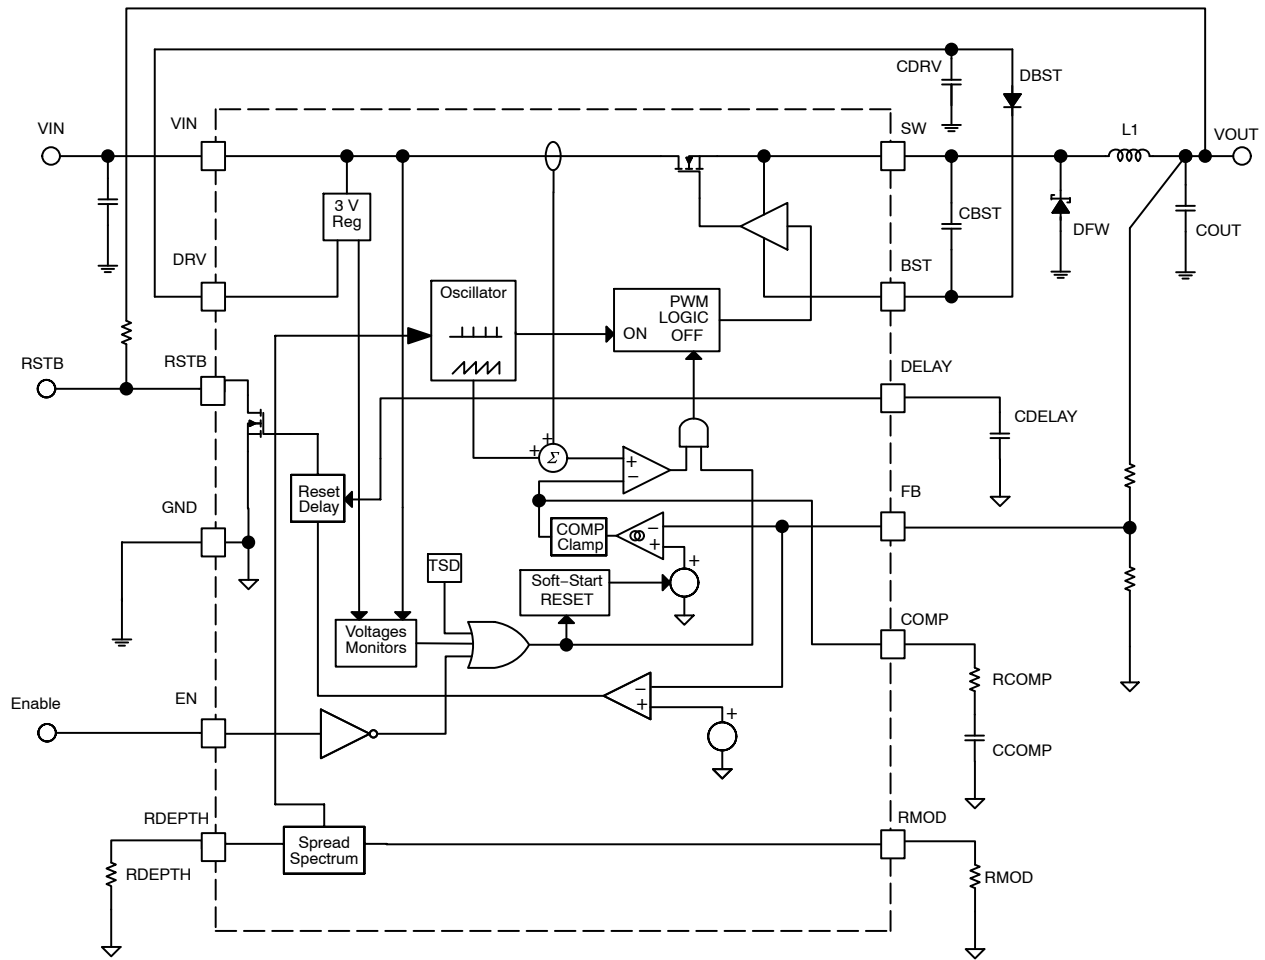 CDRV
DBST
VIN
VIN
SW
L1
VOUT
3 V
Reg
CBST
DFW
COUT
DRV
BST
Oscillator
PWM
LOGIC
ON
OFF
RSTB
RSTB
DELAY
CDELAY
+
+
Σ
+
−
Reset
Delay
GND
FB
COMP
Clamp
−
+
+
TSD
Soft−Start
RESET
Voltages
Monitors
COMP
RCOMP
−
+
+
Enable
EN
CCOMP
RDEPTH
RMOD
Spread
Spectrum
RDEPTH
RMOD